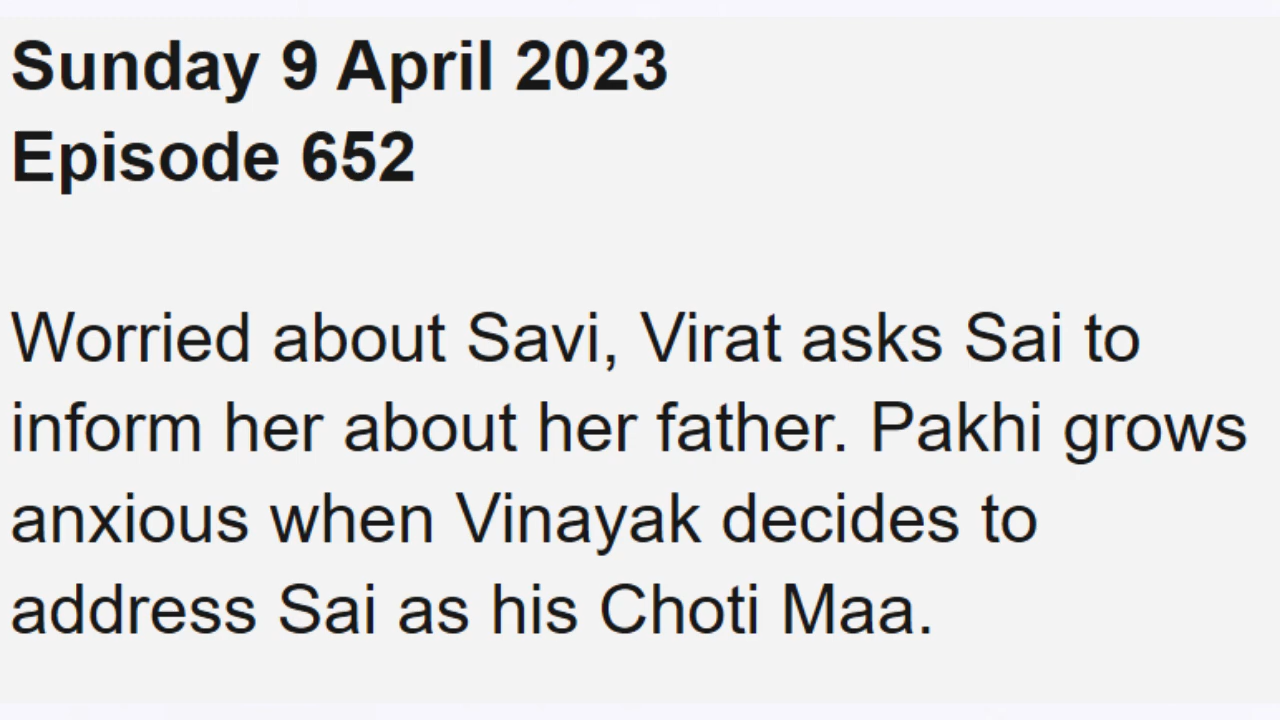 Sunday 9 April 2023
Episode 652
Worried about Savi, Virat asks Sai to
inform her about her father. Pakhi grows
anxious when Vinayak decides to
address Sai as his Choti Maa.